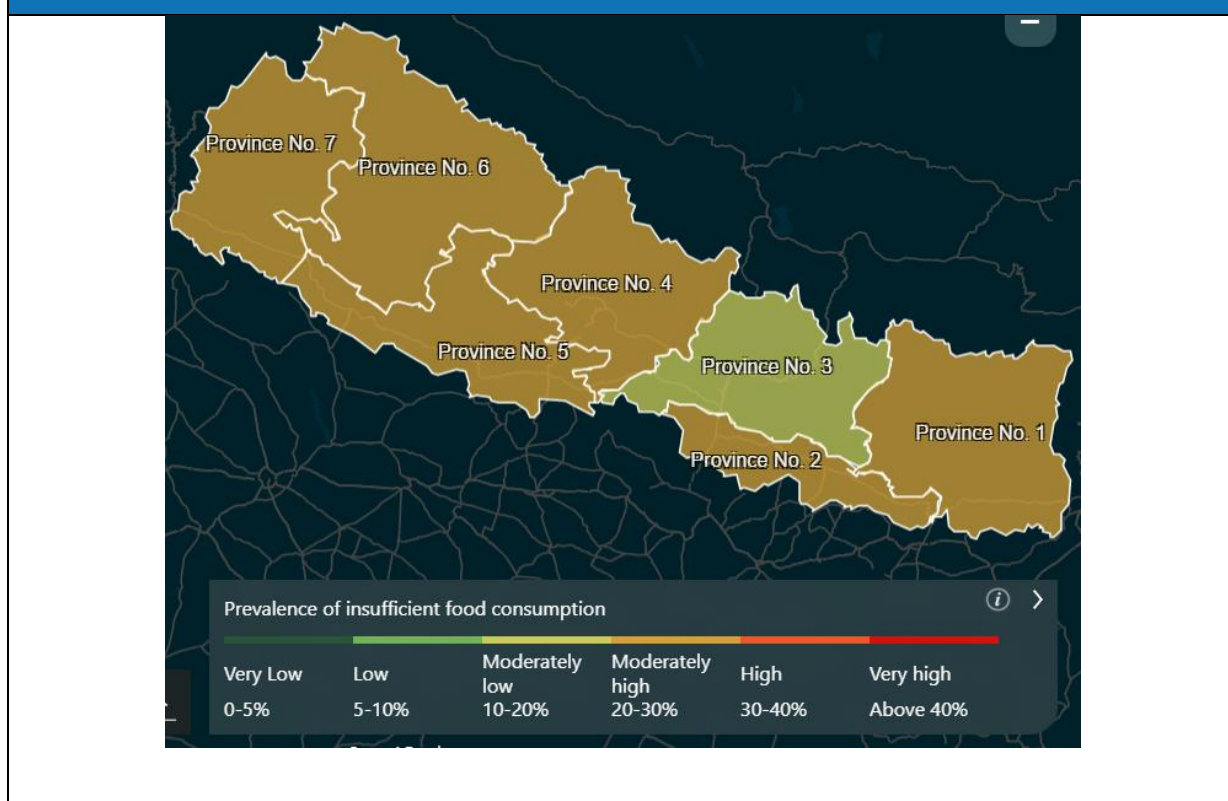 Province No. 7
Province No. 6
Province No. 4
Province No. 5
Province No. 3
Province No. 1
Province No. 2
Prevalence of insufficient food consumption
Very Low
Low
Moderately low
Moderately high
High
Very high
0-5%
5-10%
10-20%
20-30%
30-40%
Above 40%